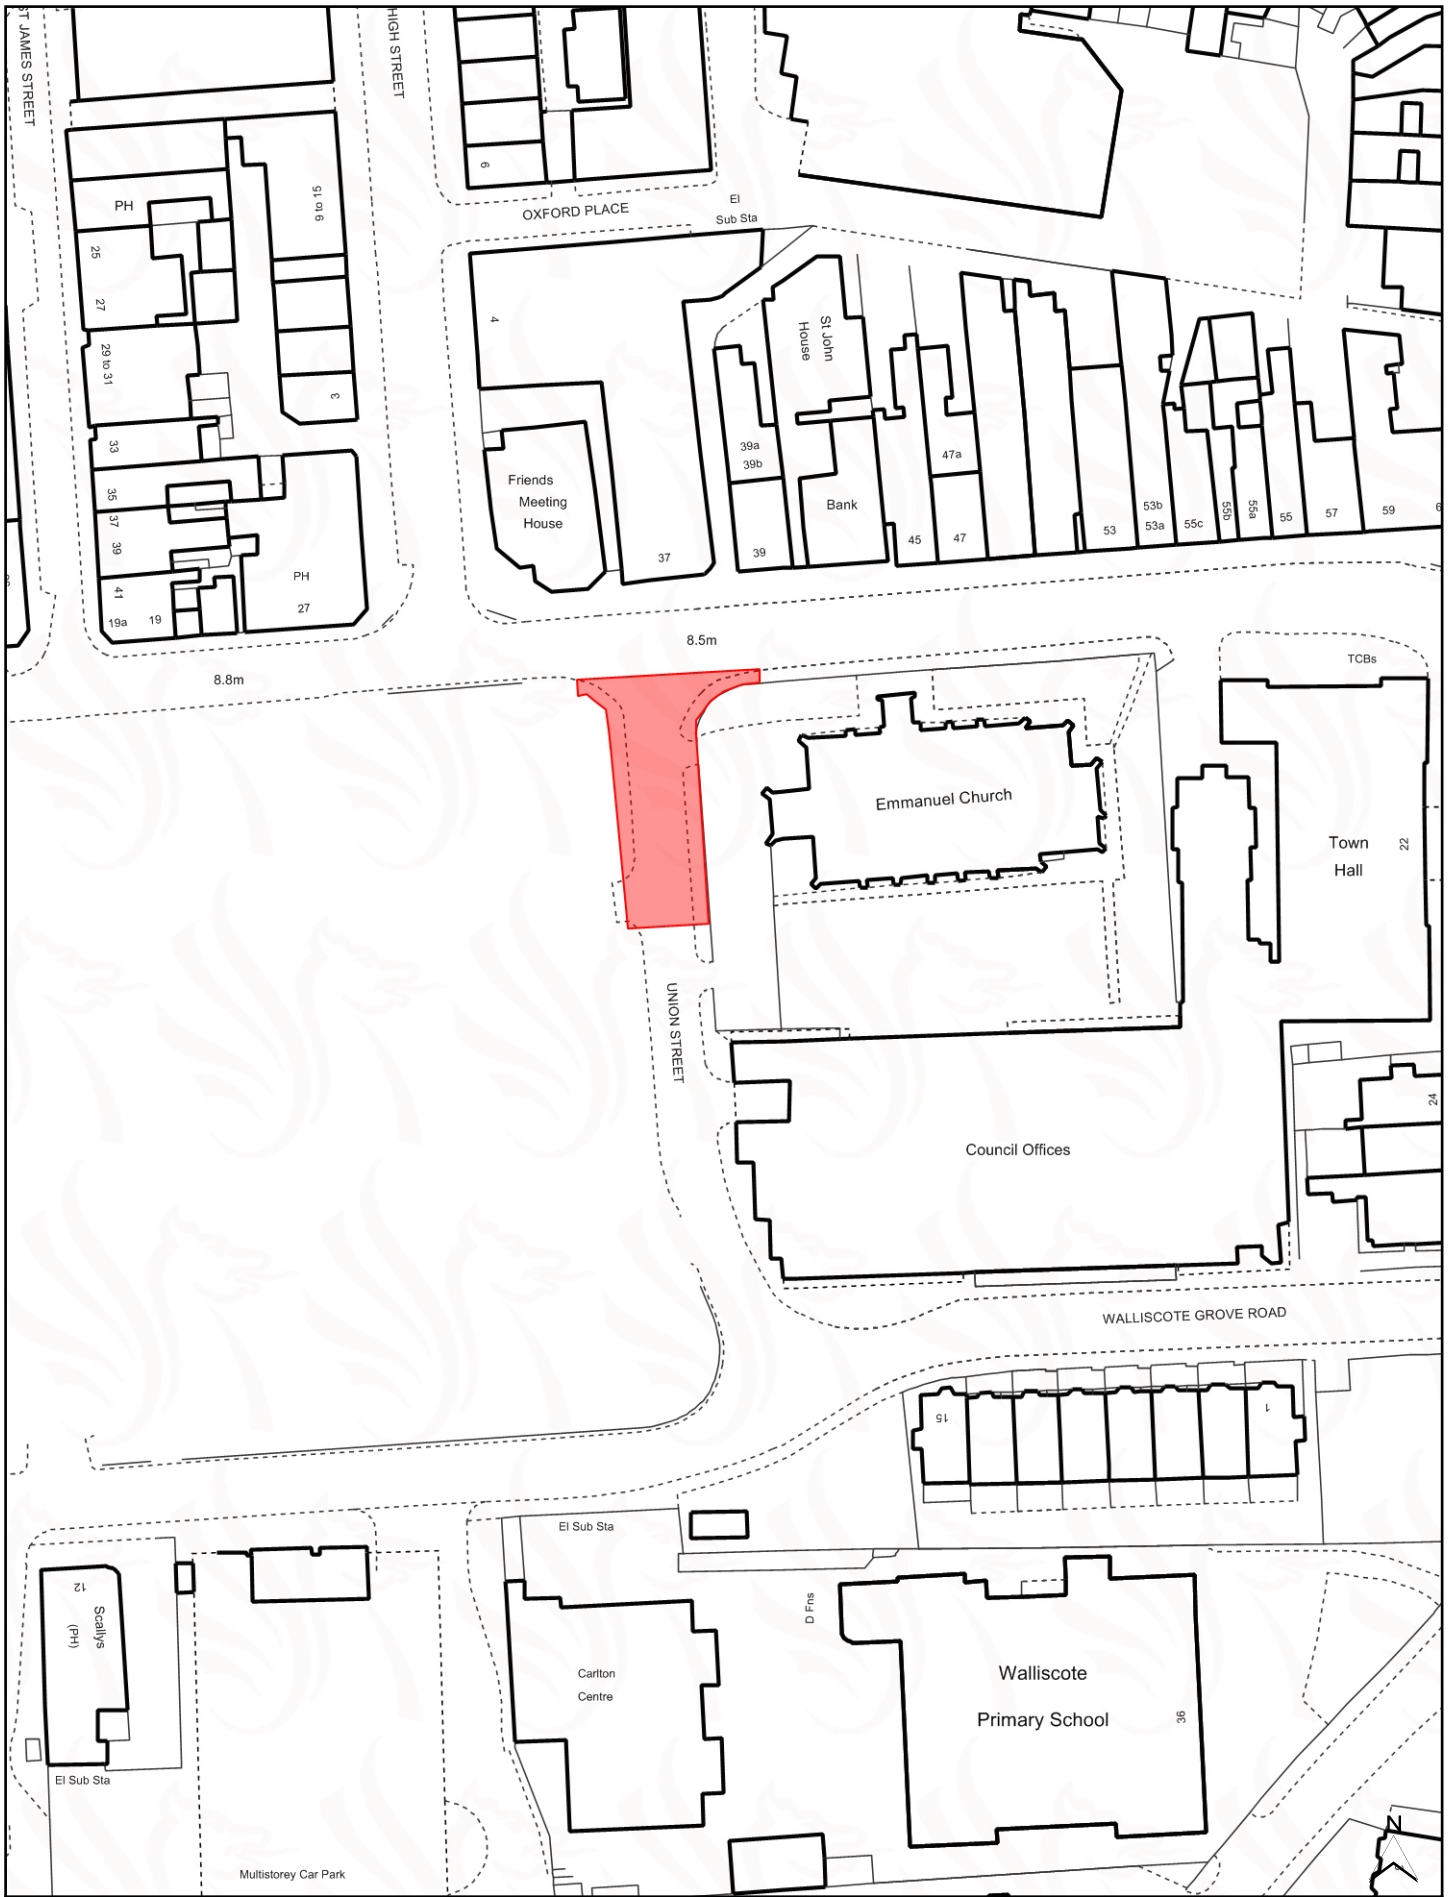 ST JAMES STREET
HIGH STREET
6
PH
9 to 15
OXFORD PLACE
El
Sub Sta
25
27
4
St John
House
29 to 31
3
33
39a
39b
47a
Friends
Meeting
House
35
37
39
Bank
53b
53a
55c
55b
55a
55
57
59
53
45
47
39
37
PH
27
41
19a
19
8.5m
8.8m
TCBs
Emmanuel Church
Town
Hall
22
UNION STREET
24
Council Offices
WALLISCOTE GROVE ROAD
15
1
El Sub Sta
12
Scallys
(PH)
D Fns
Carlton
Centre
Walliscote
Primary School
36
El Sub Sta
Multistorey Car Park
N